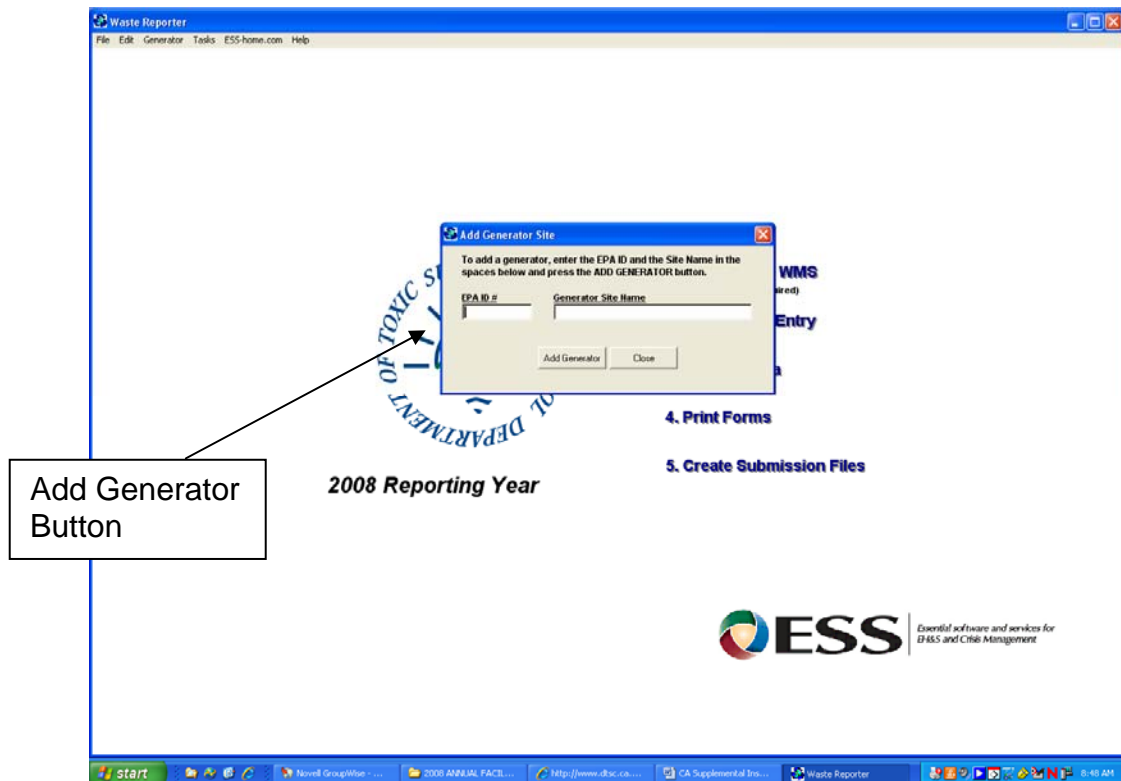 Waste Reporter
File Edit Generator Tasks ESS-home.com Help
Add Generator Site
To add a generator, enter the EPA ID and the Site Name in the
spaces below and press the ADD GENERATOR button.
EPA ID # Generator Site Name
Add Generator Close
WMS
Entry
4. Print Forms
5. Create Submission Files
OF TOXIC
DEPARTMENT
2008 Reporting Year
Add Generator
Button
ESS
Essential software and services for
EH&S and Crisis Management
start Novell GroupWise - ... 2008 ANNUAL FACIL... http://www.dtsc.ca.... CA Supplemental Ins... Waste Reporter 8:48 AM